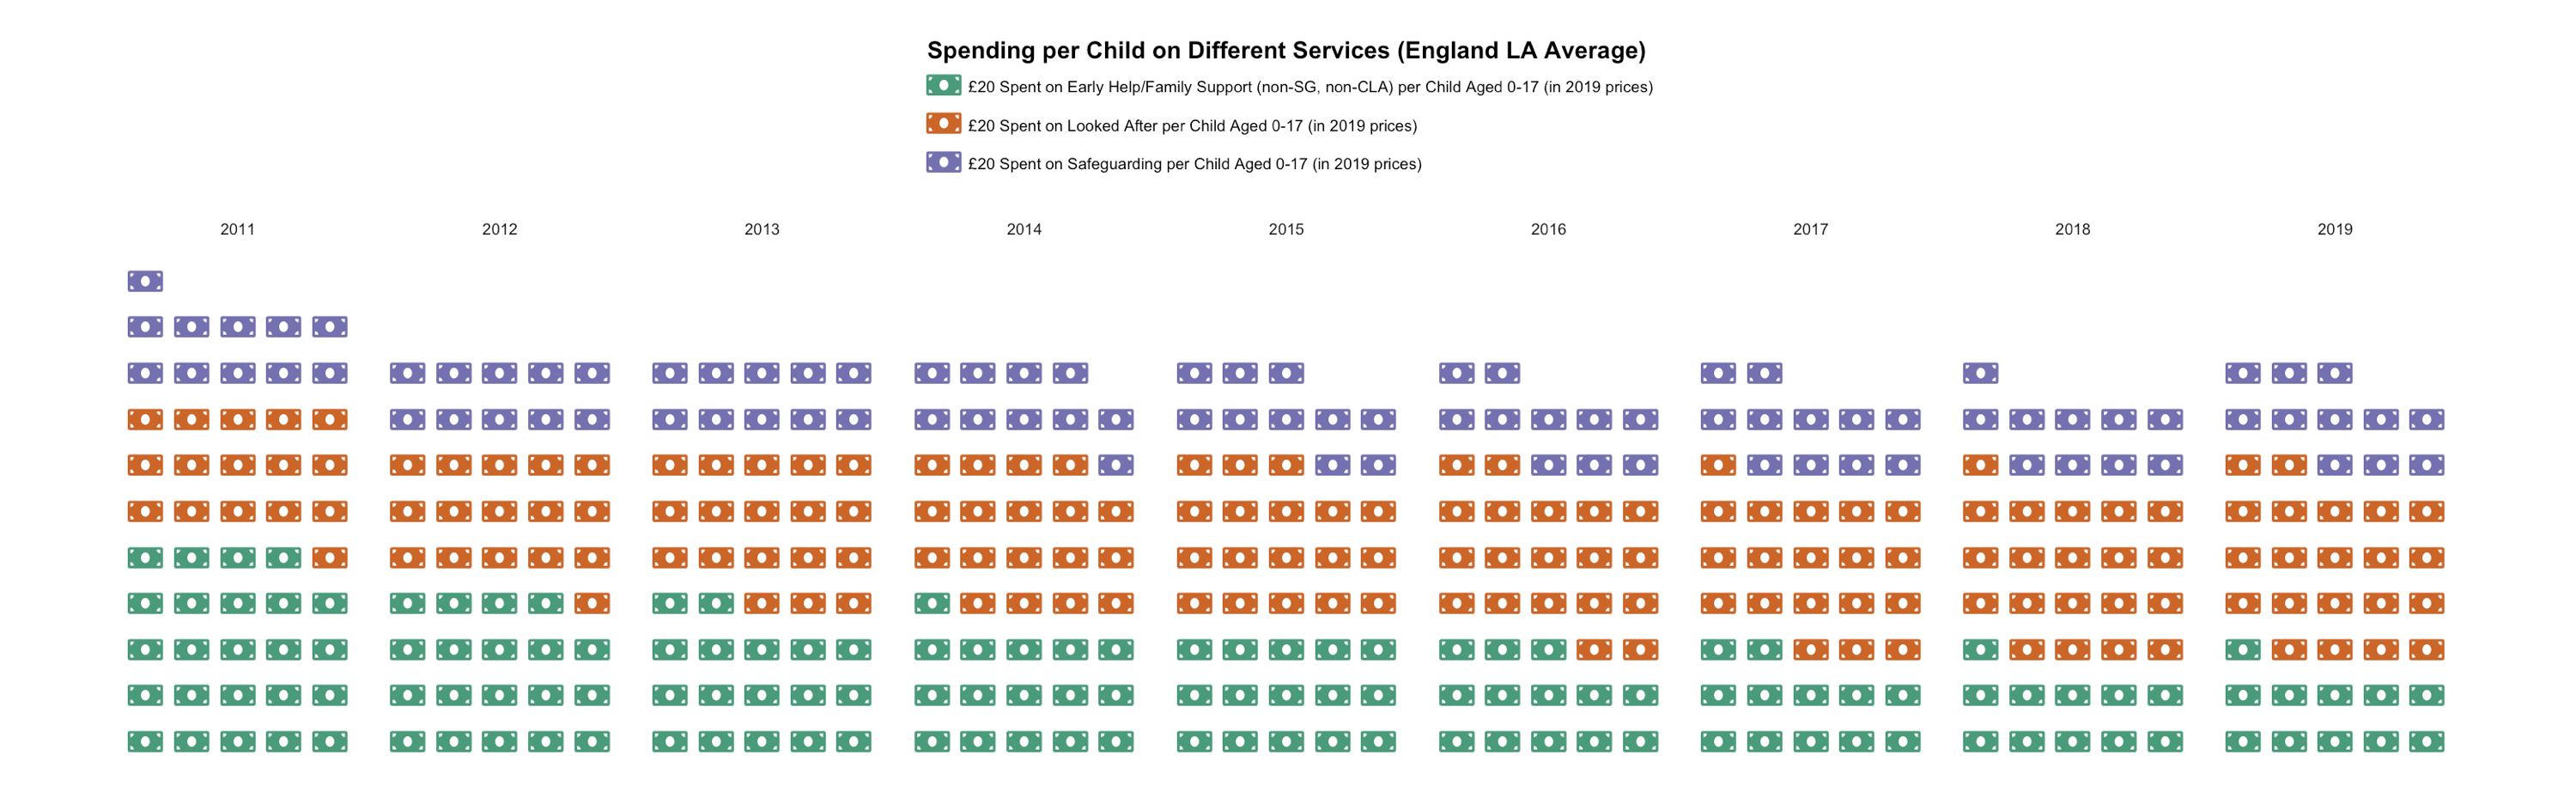 Spending per Child on Different Services (England LA Average)
£20 Spent on Early Help/Family Support (non-SG, non-CLA) per Child Aged 0-17 (in 2019 prices)
£20 Spent on Looked After per Child Aged 0-17 (in 2019 prices)
£20 Spent on Safeguarding per Child Aged 0-17 (in 2019 prices)
2011 2012 2013 2014 2015 2016 2017 2018 2019